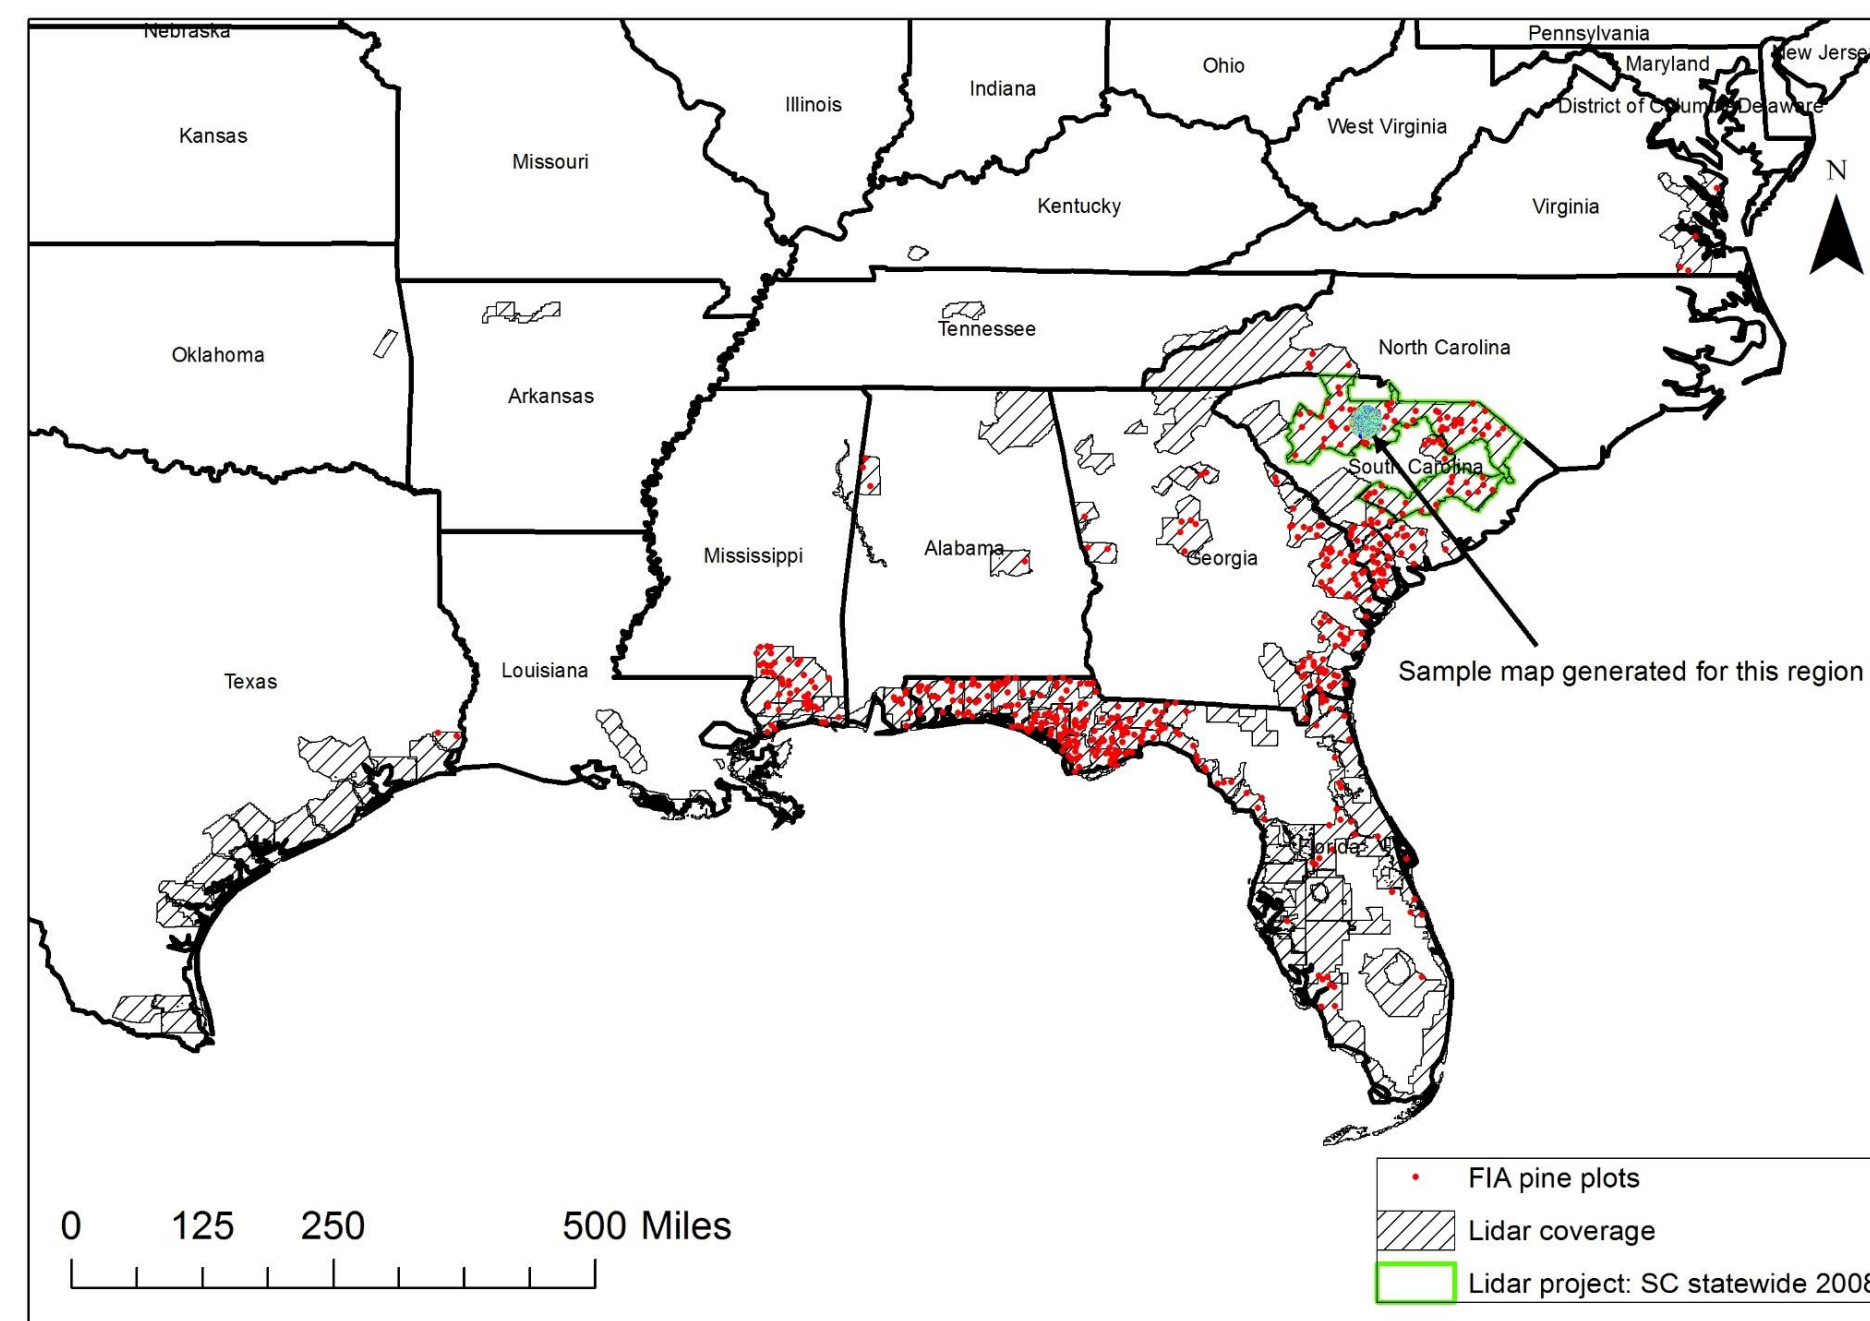 Nebraska
Pennsylvania
New Jerse
Ohio
Maryland
Indiana
Illinois
District of Columbia
Delaware
West Virginia
Kansas
Missouri
N
Kentucky
Virginia
Tennessee
North Carolina
Oklahoma
Arkansas
South Carolina
Mississippi
Alabama
Georgia
Sample map generated for this region
Texas
Louisiana
Florida
FIA pine plots
Lidar coverage
Lidar project: SC statewide 2008
0 125 250 500 Miles